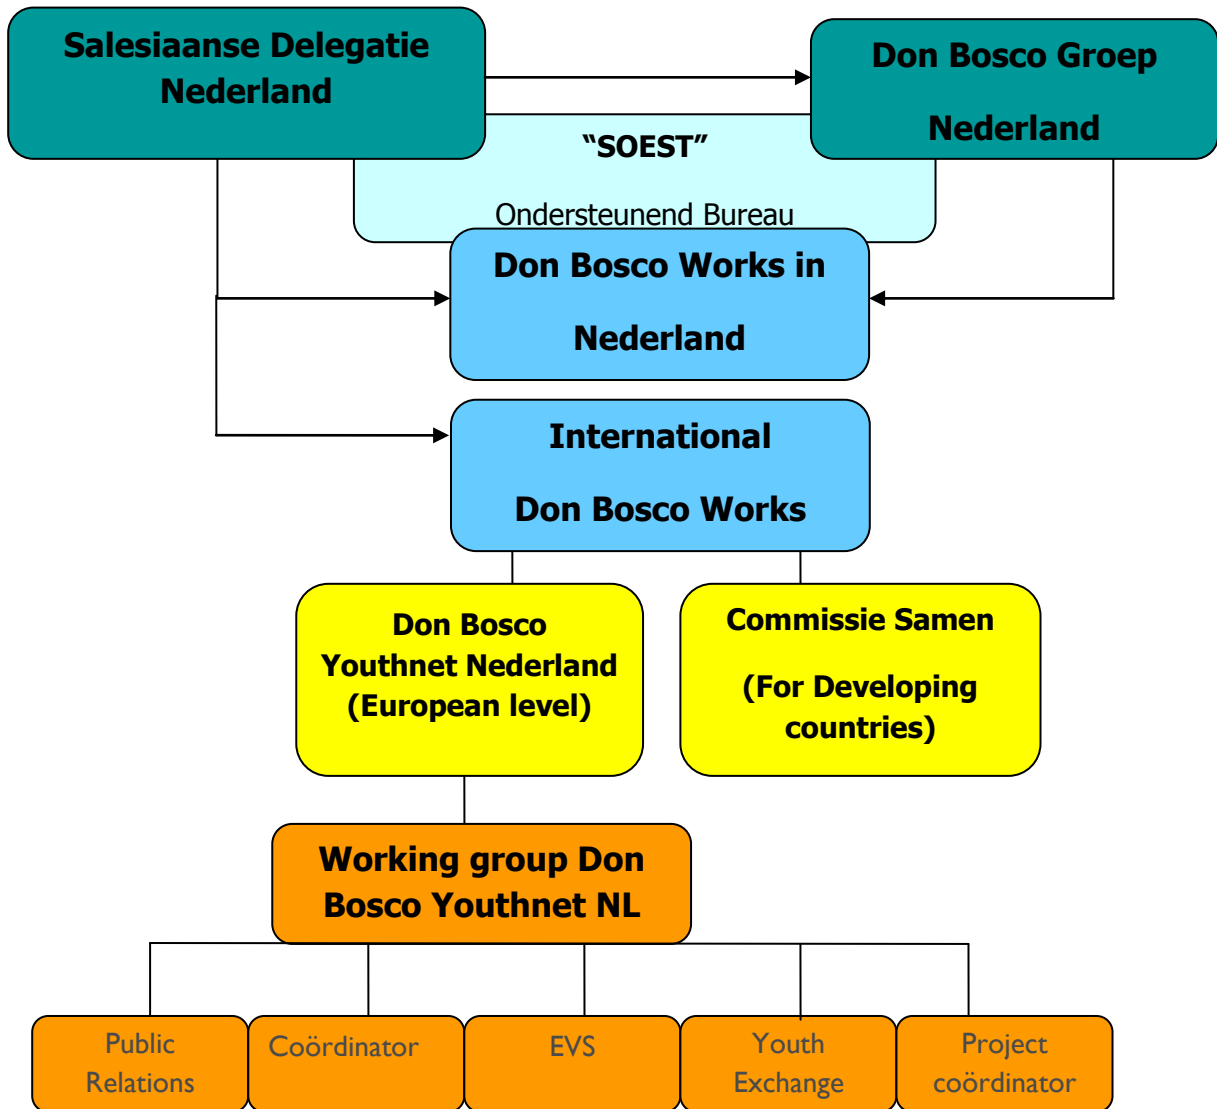 Salesiaanse Delegatie
Nederland
Don Bosco Groep
Nederland
“SOEST”
Ondersteunend Bureau
Don Bosco Works in
Nederland
International
Don Bosco Works
Don Bosco
Youthnet Nederland
(European level)
Commissie Samen
(For Developing
countries)
Working group Don
Bosco Youthnet NL
Public
Relations
Coördinator
EVS
Youth
Exchange
Project
coördinator